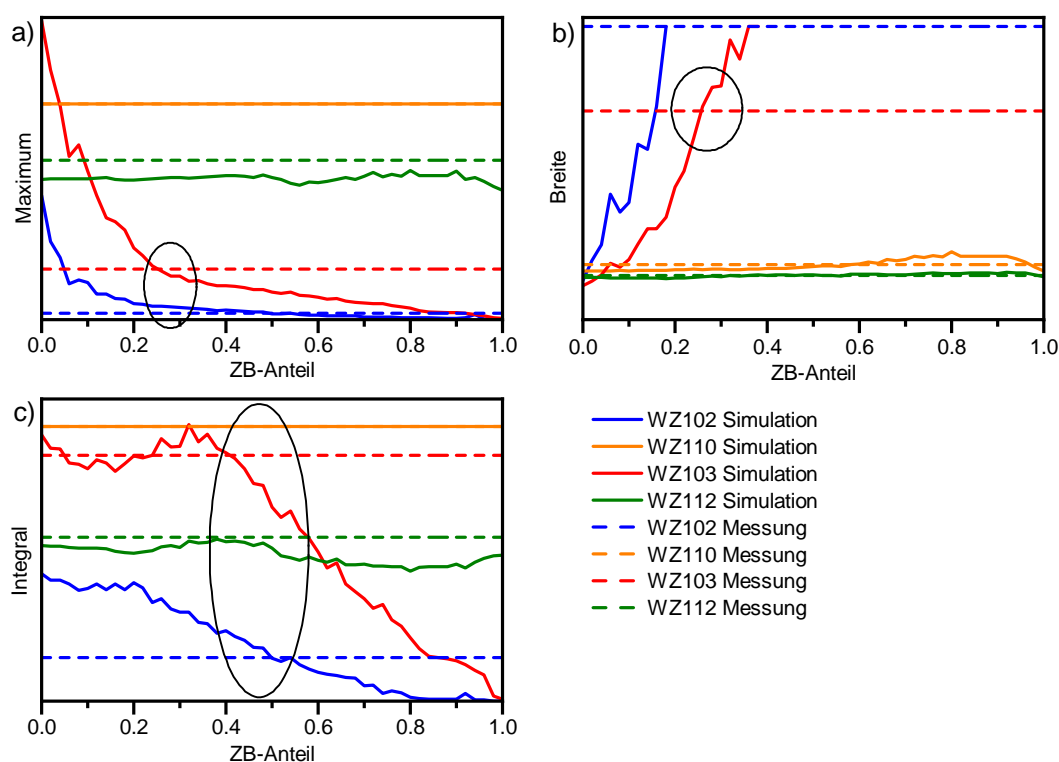 a)
Maximum
0.0 0.2 0.4 0.6 0.8 1.0
ZB-Anteil
b)
Breite
0.0 0.2 0.4 0.6 0.8 1.0
ZB-Anteil
c)
Integral
0.0 0.2 0.4 0.6 0.8 1.0
ZB-Anteil
WZ102 Simulation
WZ110 Simulation
WZ103 Simulation
WZ112 Simulation
WZ102 Messung
WZ110 Messung
WZ103 Messung
WZ112 Messung